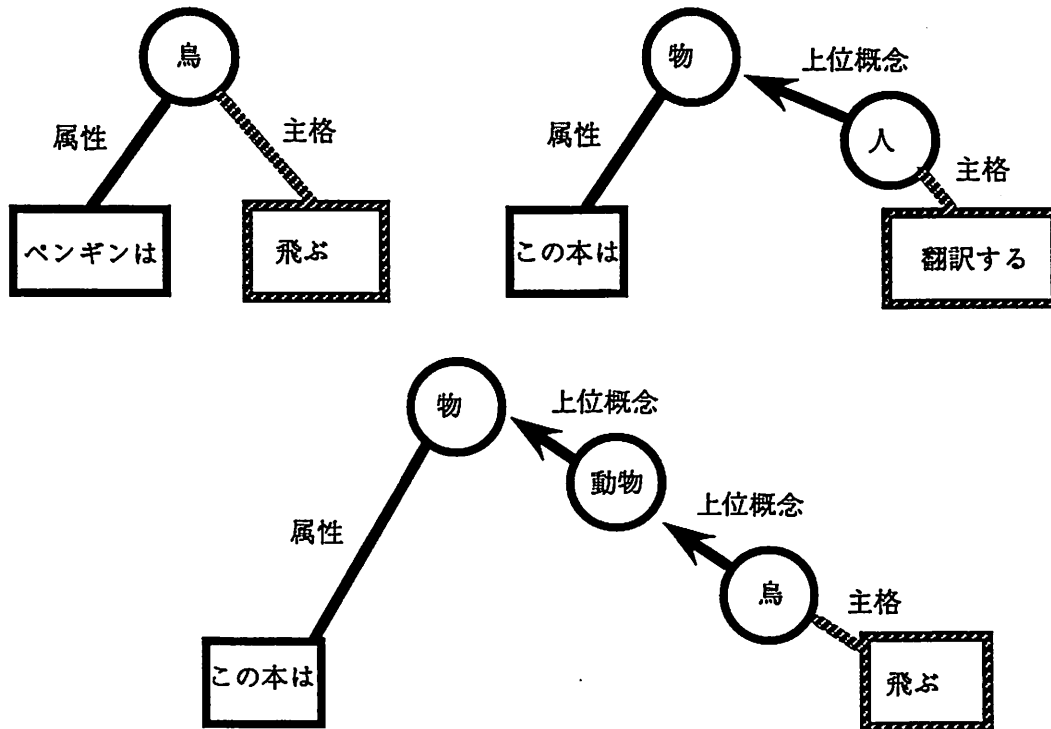 鳥
属性
主格
ペンギンは
飛ぶ
物
上位概念
人
属性
主格
この本は
翻訳する
物
上位概念
動物
上位概念
属性
鳥
主格
この本は
飛ぶ